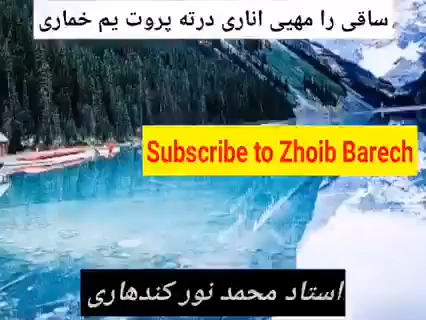 ساقی را مهیی اناری درته پروت یم خماری
Subscribe to Zhoib Barech
استاد محمد نور کندهاری